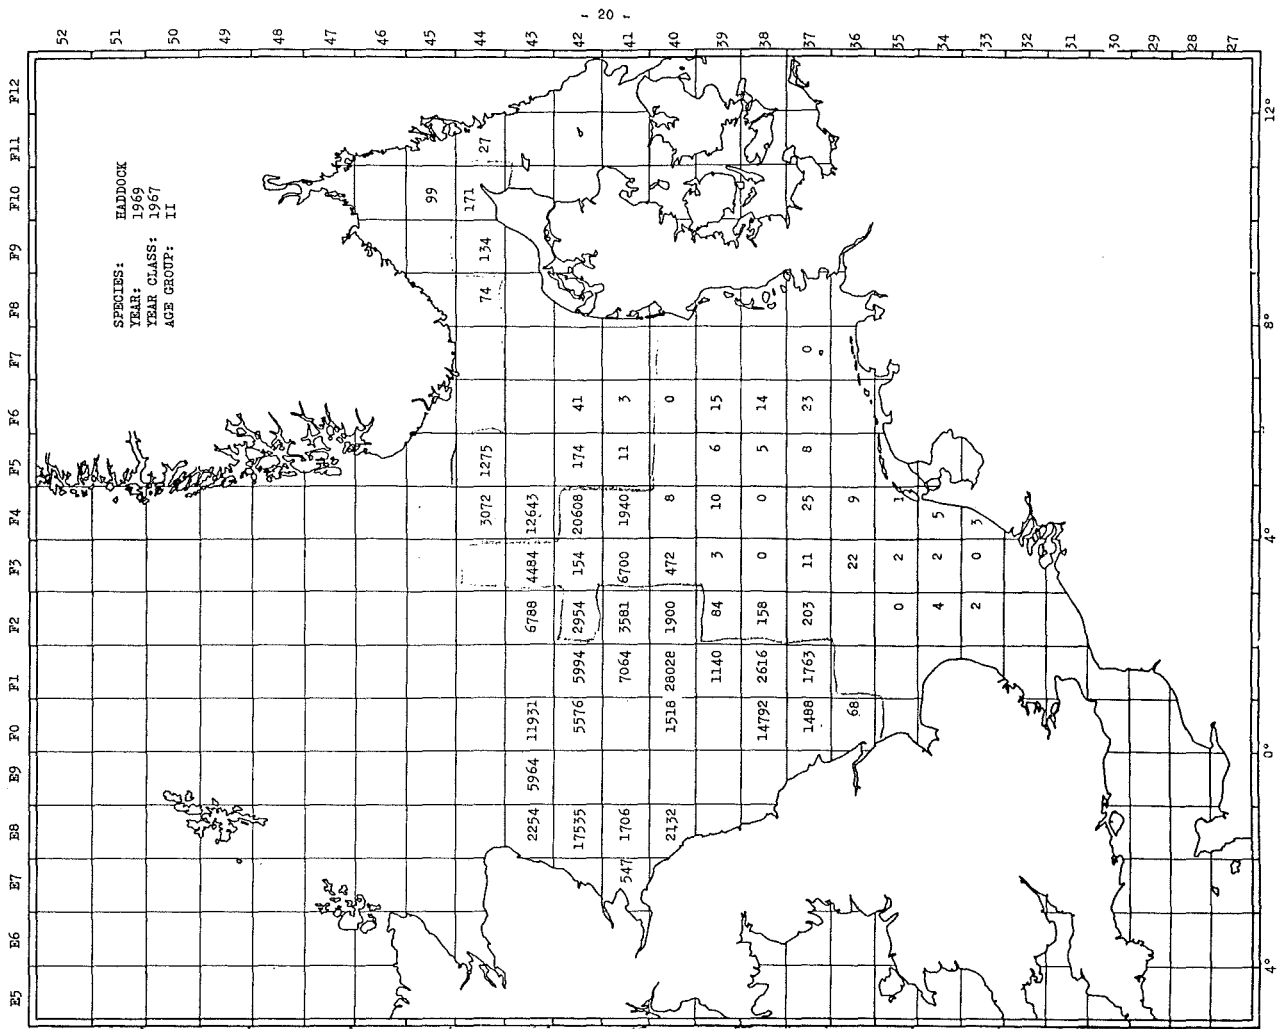 - 20 -
E5 E6 E7 E8 E9 F0 F1 F2 F3 F4 F5 F6 F7 F8 F9 F10 F11 F12
52
SPECIES: HADDOCK
51
YEAR: 1969
YEAR CLASS: 1967
AGE GROUP: II
50
49
48
47
46
99 45
3072 1275 74 134 171 27 44
2254 5964 11931 6788 4484 12643 43
17535 5576 5994 2954 154 20608 174 41 42
547 1706 7064 3581 6700 1940 11 3 41
2132 1518 28028 1900 472 8 0 40
1140 84 3 10 6 15 39
14792 2616 158 0 0 5 14 38
1488 1763 203 11 25 8 23 0 37
68 22 9 36
0 2 1 35
4 2 5 34
2 0 3 33
32
31
30
29
28
27
4° 0° 4° 8° 12°